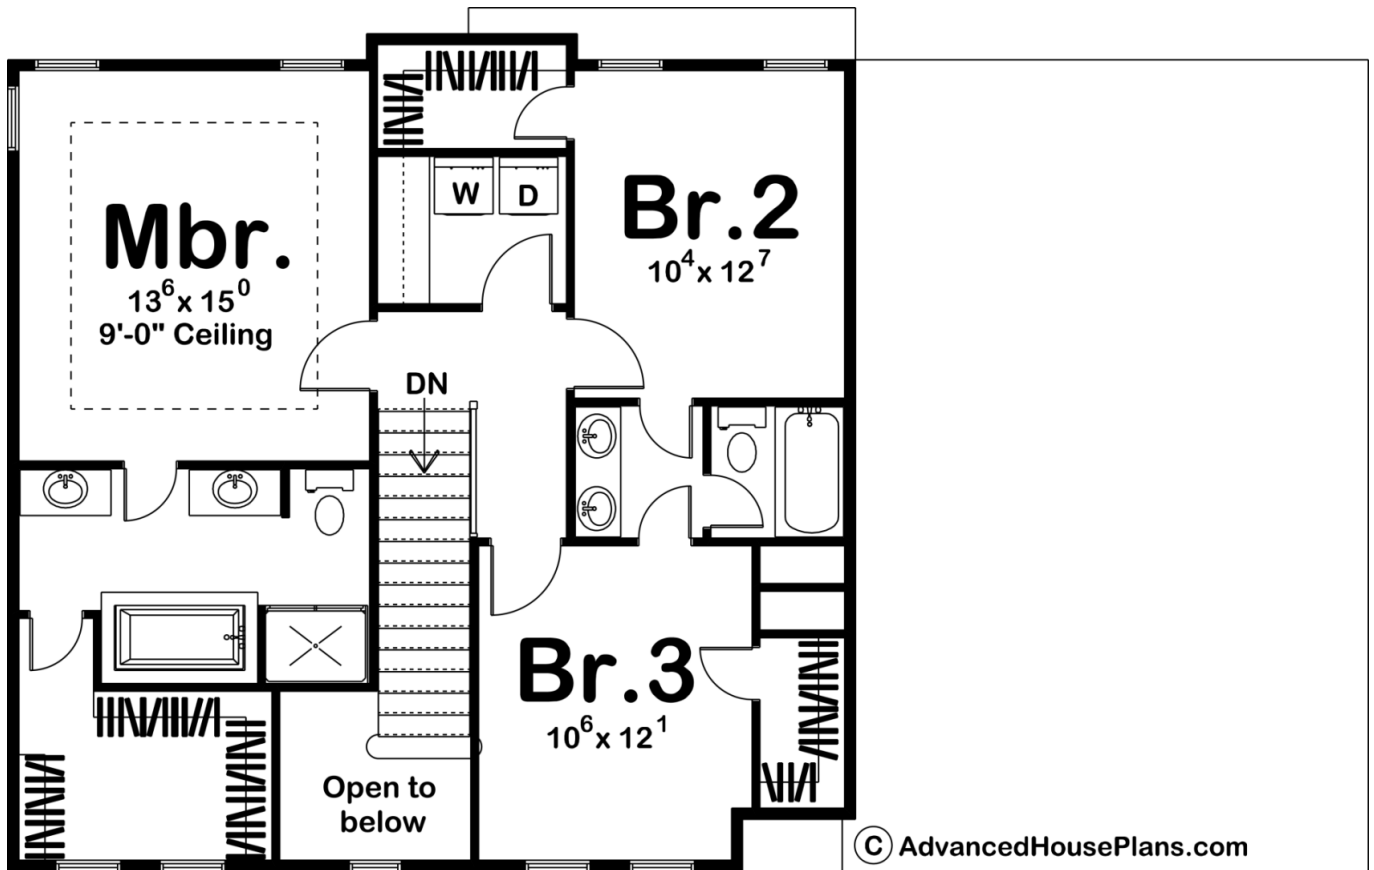 Mbr.
13⁶ x 15⁰
9'-0" Ceiling
W
D
Br.2
10⁴ x 12⁷
DN
Br.3
10⁶ x 12¹
Open to
below
© AdvancedHousePlans.com